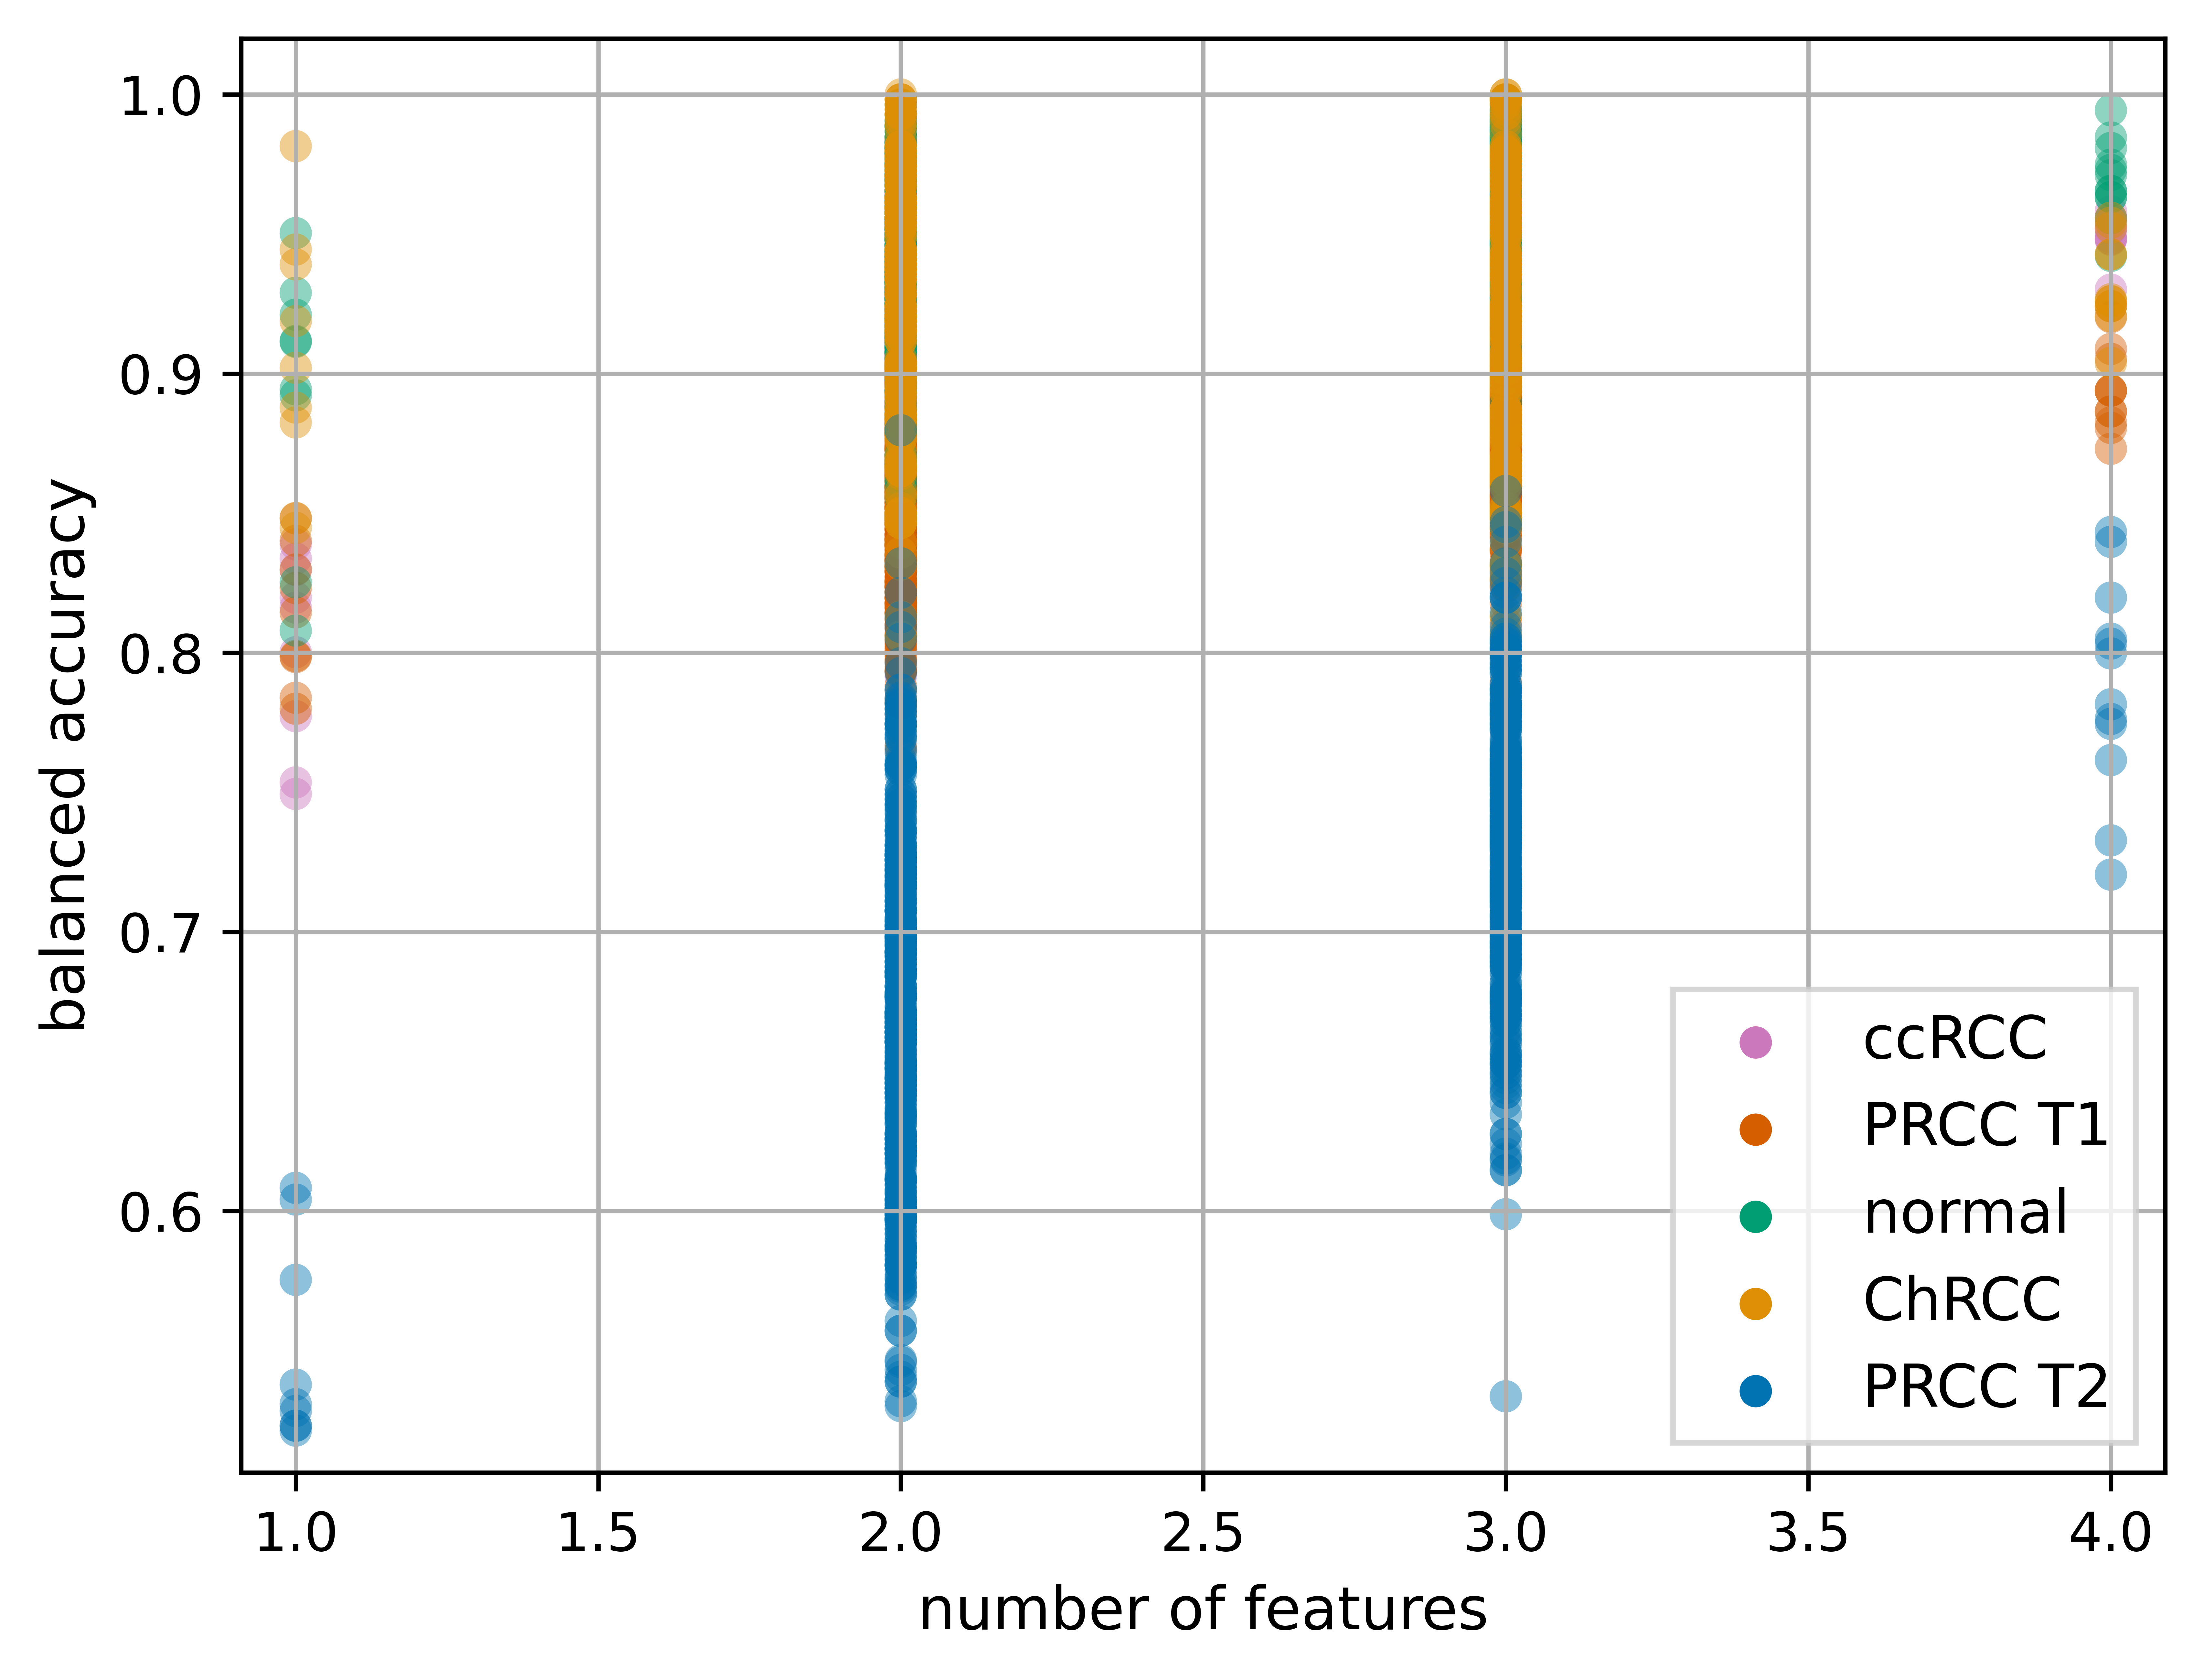 1.0
0.9
0.8
0.7
0.6
balanced accuracy
ccRCC
PRCC T1
normal
ChRCC
PRCC T2
1.0 1.5 2.0 2.5 3.0 3.5 4.0
number of features